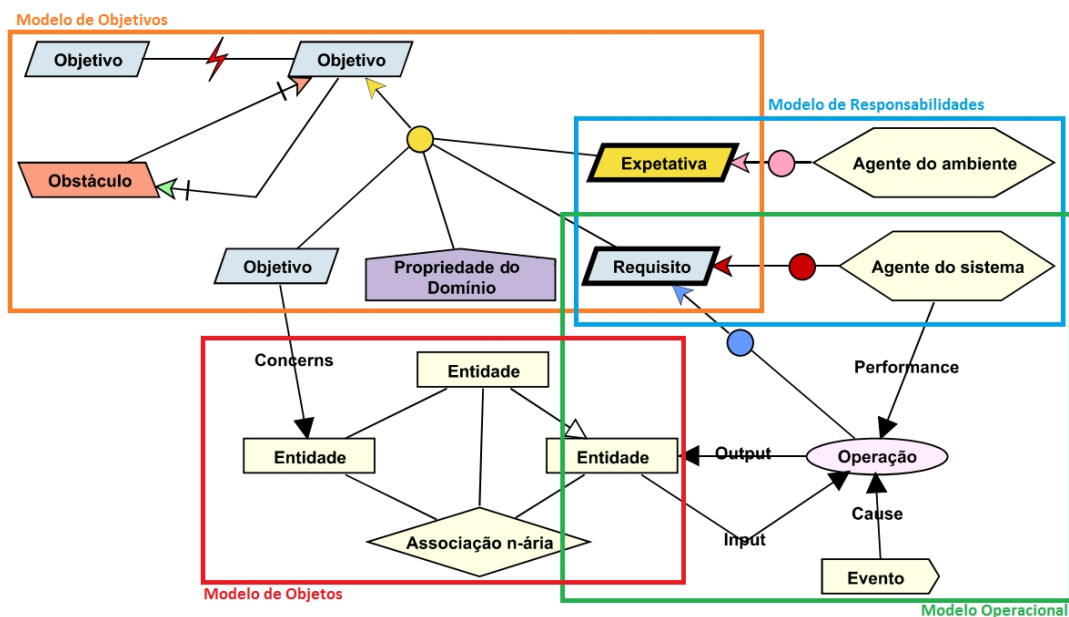 Modelo de Objetivos
Objetivo
Objetivo
Modelo de Responsabilidades
Expetativa
Agente do ambiente
Obstáculo
Objetivo
Propriedade do
Domínio
Requisito
Agente do sistema
Concerns
Entidade
Performance
Entidade
Entidade
Output
Operação
Cause
Input
Associação n-ária
Evento
Modelo de Objetos
Modelo Operacional